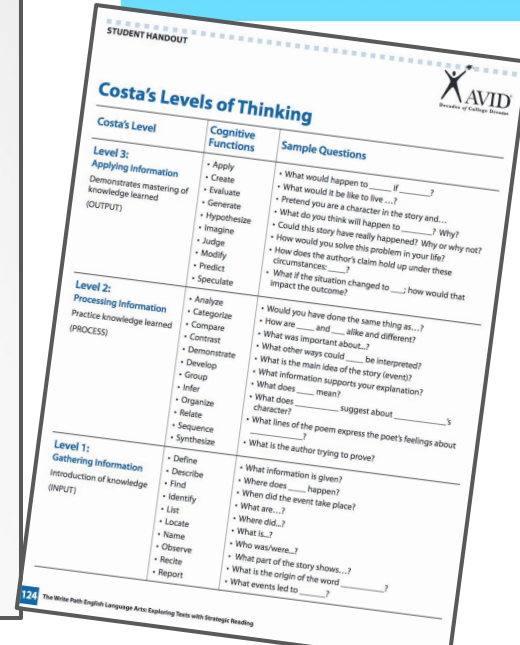 STUDENT HANDOUT
AVID
Decades of College Dreams
Costa's Levels of Thinking
Costa's Level
Cognitive
Functions
Sample Questions
Level 3:
Applying Information
Demonstrates mastering of
knowledge learned
(OUTPUT)
• Apply
• Create
• Evaluate
• Generate
• Hypothesize
• Imagine
• Judge
• Modify
• Predict
• Speculate
• What would happen to ____ if _____?
• What would it be like to live …?
• Pretend you are a character in the story and…
• What do you think will happen to ______? Why?
• Could this story have really happened? Why or why not?
• How would you solve this problem in your life?
• How does the author's claim hold up under these
circumstances: ____?
• What if the situation changed to ___; how would that
impact the outcome?
Level 2:
Processing Information
Practice knowledge learned
(PROCESS)
• Analyze
• Categorize
• Compare
• Contrast
• Demonstrate
• Develop
• Group
• Infer
• Organize
• Relate
• Sequence
• Synthesize
• Would you have done the same thing as…?
• How are ____ and ____ alike and different?
• What was important about...?
• What other ways could ____ be interpreted?
• What is the main idea of the story (event)?
• What information supports your explanation?
• What does ____ mean?
• What does __________ suggest about __________'s
character?
• What lines of the poem express the poet's feelings about
__________?
• What is the author trying to prove?
Level 1:
Gathering Information
Introduction of knowledge
(INPUT)
• Define
• Describe
• Find
• Identify
• List
• Locate
• Name
• Observe
• Recite
• Report
• What information is given?
• Where does ____ happen?
• When did the event take place?
• What are…?
• Where did...?
• What is...?
• Who was/were...?
• What part of the story shows…?
• What is the origin of the word __________?
• What events led to ______?
124 The Write Path English Language Arts: Exploring Texts with Strategic Reading